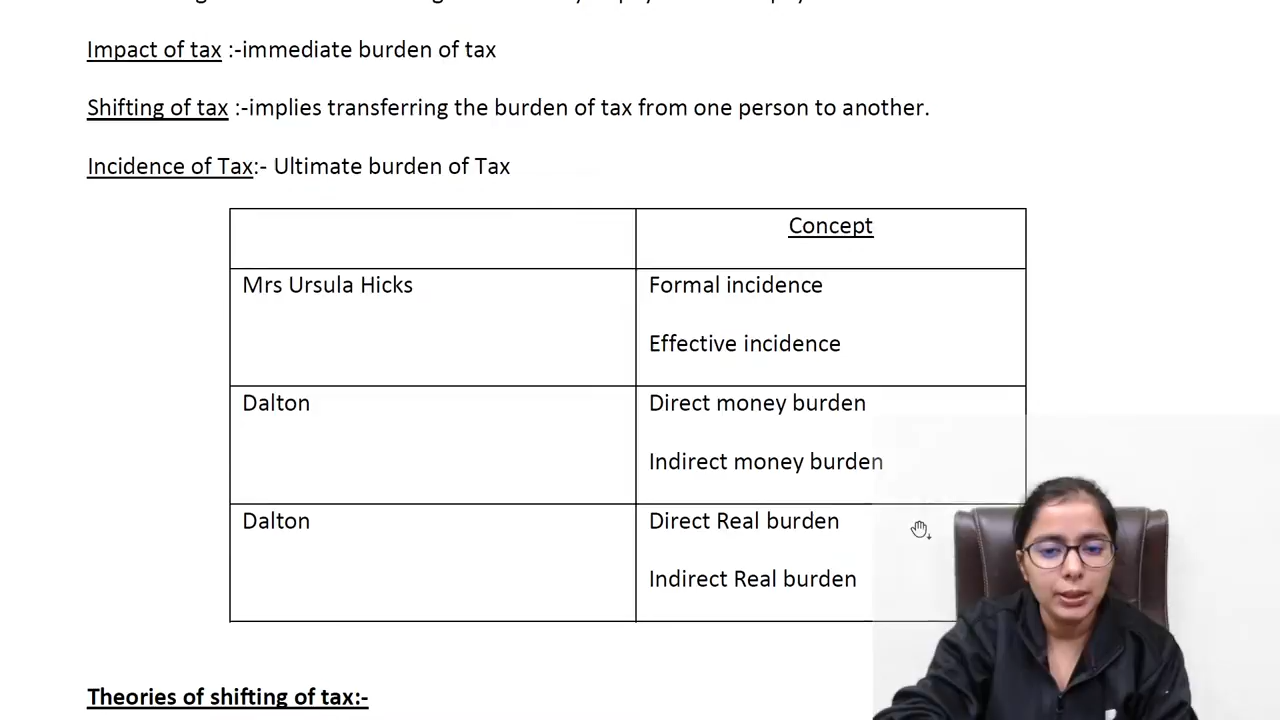 Impact of tax :-immediate burden of tax
Shifting of tax :-implies transferring the burden of tax from one person to another.
Incidence of Tax:- Ultimate burden of Tax
Concept
Mrs Ursula Hicks
Formal incidence
Effective incidence
Dalton
Direct money burden
Indirect money burden
Dalton
Direct Real burden
Indirect Real burden
Theories of shifting of tax:-